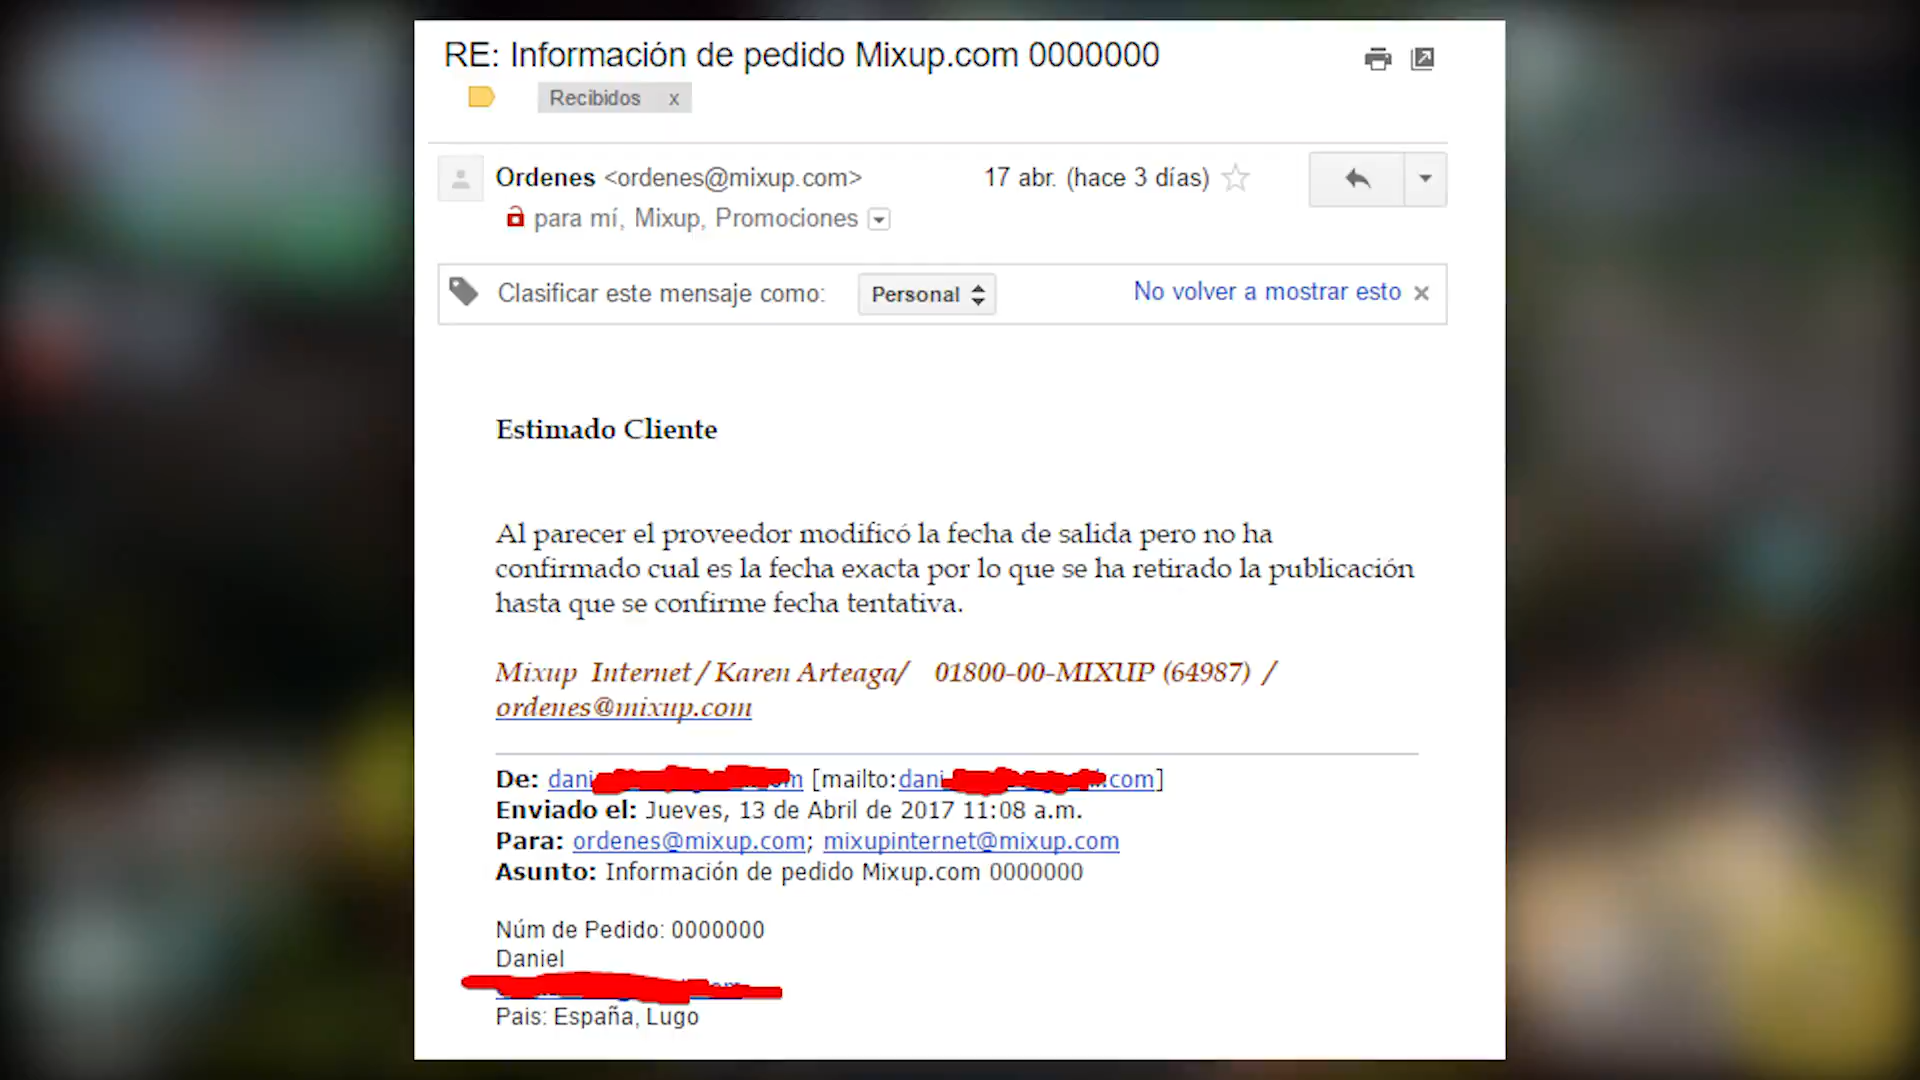 RE: Información de pedido Mixup.com 0000000
Recibidos x
Ordenes <ordenes@mixup.com> 17 abr. (hace 3 días)
para mí, Mixup, Promociones
Clasificar este mensaje como: Personal No volver a mostrar esto
Estimado Cliente
Al parecer el proveedor modificó la fecha de salida pero no ha
confirmado cual es la fecha exacta por lo que se ha retirado la publicación
hasta que se confirme fecha tentativa.
Mixup Internet / Karen Arteaga/ 01800-00-MIXUP (64987) /
ordenes@mixup.com
De: dani [mailto:dani .com]
Enviado el: Jueves, 13 de Abril de 2017 11:08 a.m.
Para: ordenes@mixup.com; mixupinternet@mixup.com
Asunto: Información de pedido Mixup.com 0000000
Núm de Pedido: 0000000
Daniel
Pais: España, Lugo